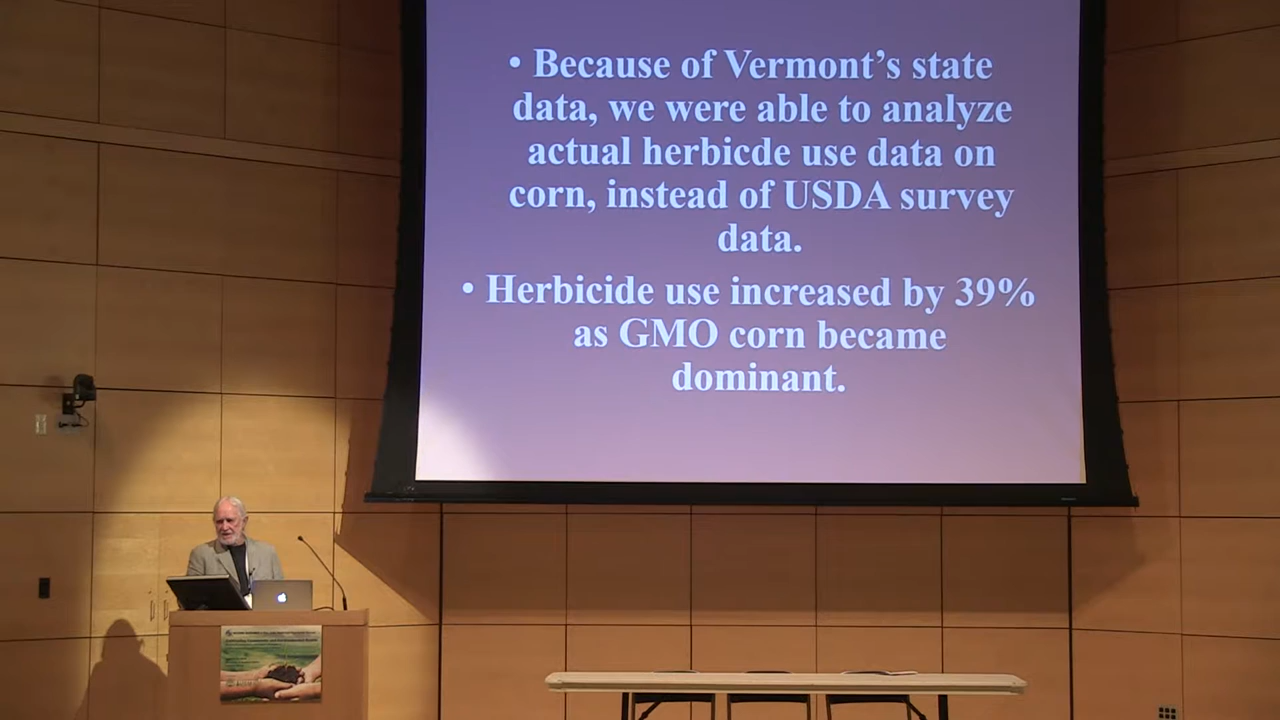 • Because of Vermont's state
data, we were able to analyze
actual herbicde use data on
corn, instead of USDA survey
data.
• Herbicide use increased by 39%
as GMO corn became
dominant.